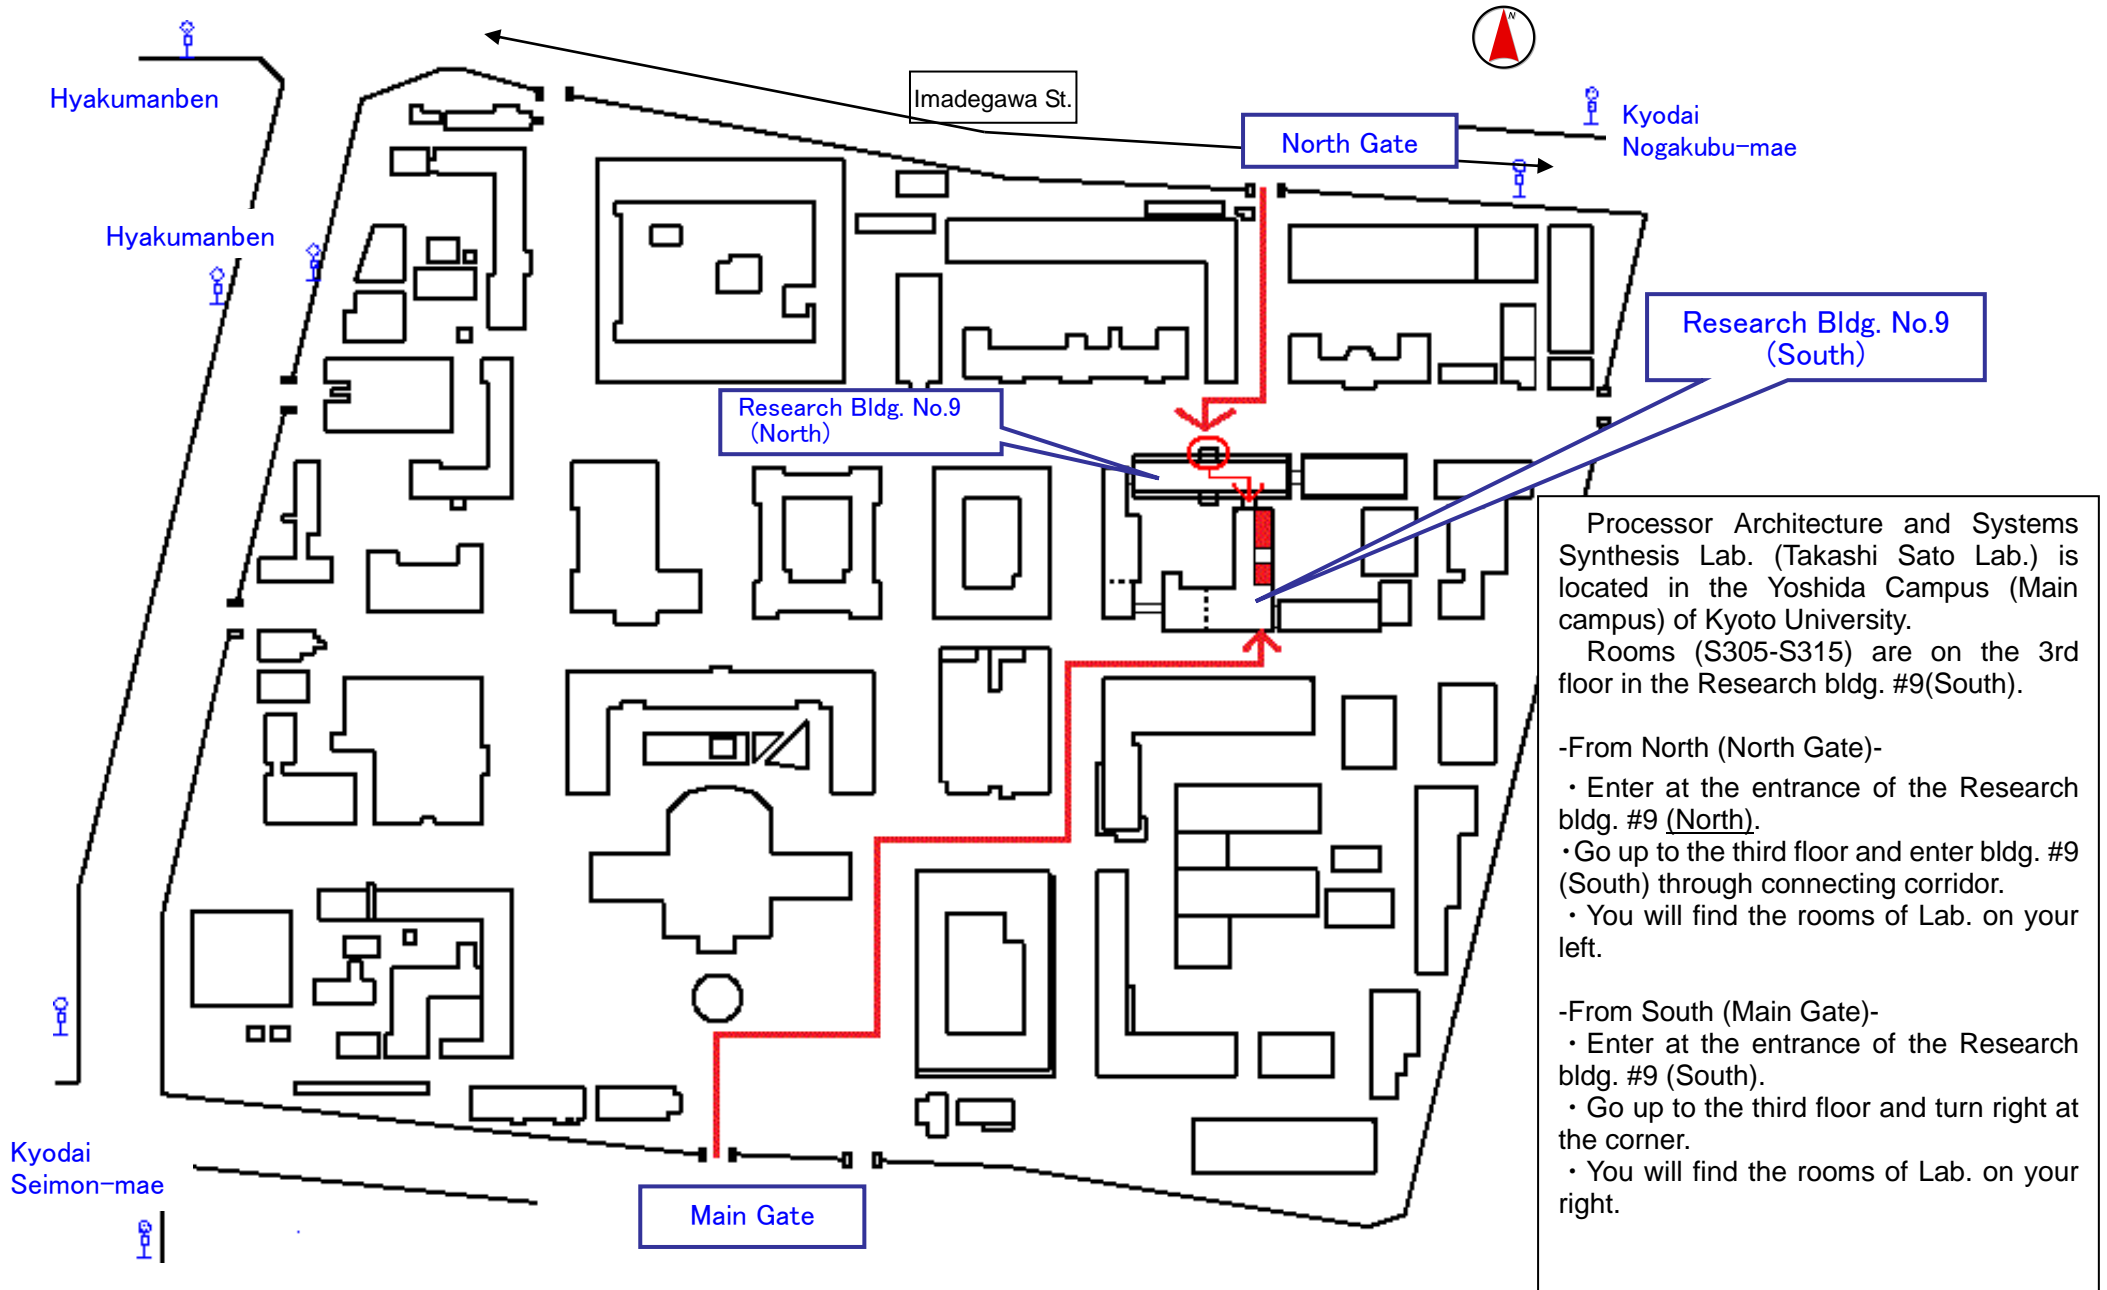 N
Hyakumanben
Imadegawa St.
Kyodai
Nogakubu-mae
North Gate
Hyakumanben
Research Bldg. No.9
(South)
Research Bldg. No.9
(North)
Processor Architecture and Systems
Synthesis Lab. (Takashi Sato Lab.) is
located in the Yoshida Campus (Main
campus) of Kyoto University.
Rooms (S305-S315) are on the 3rd
floor in the Research bldg. #9(South).
-From North (North Gate)-
・Enter at the entrance of the Research
bldg. #9 (North).
・Go up to the third floor and enter bldg. #9
(South) through connecting corridor.
・You will find the rooms of Lab. on your
left.
-From South (Main Gate)-
・Enter at the entrance of the Research
bldg. #9 (South).
・Go up to the third floor and turn right at
the corner.
・You will find the rooms of Lab. on your
right.
Kyodai
Seimon-mae
Main Gate